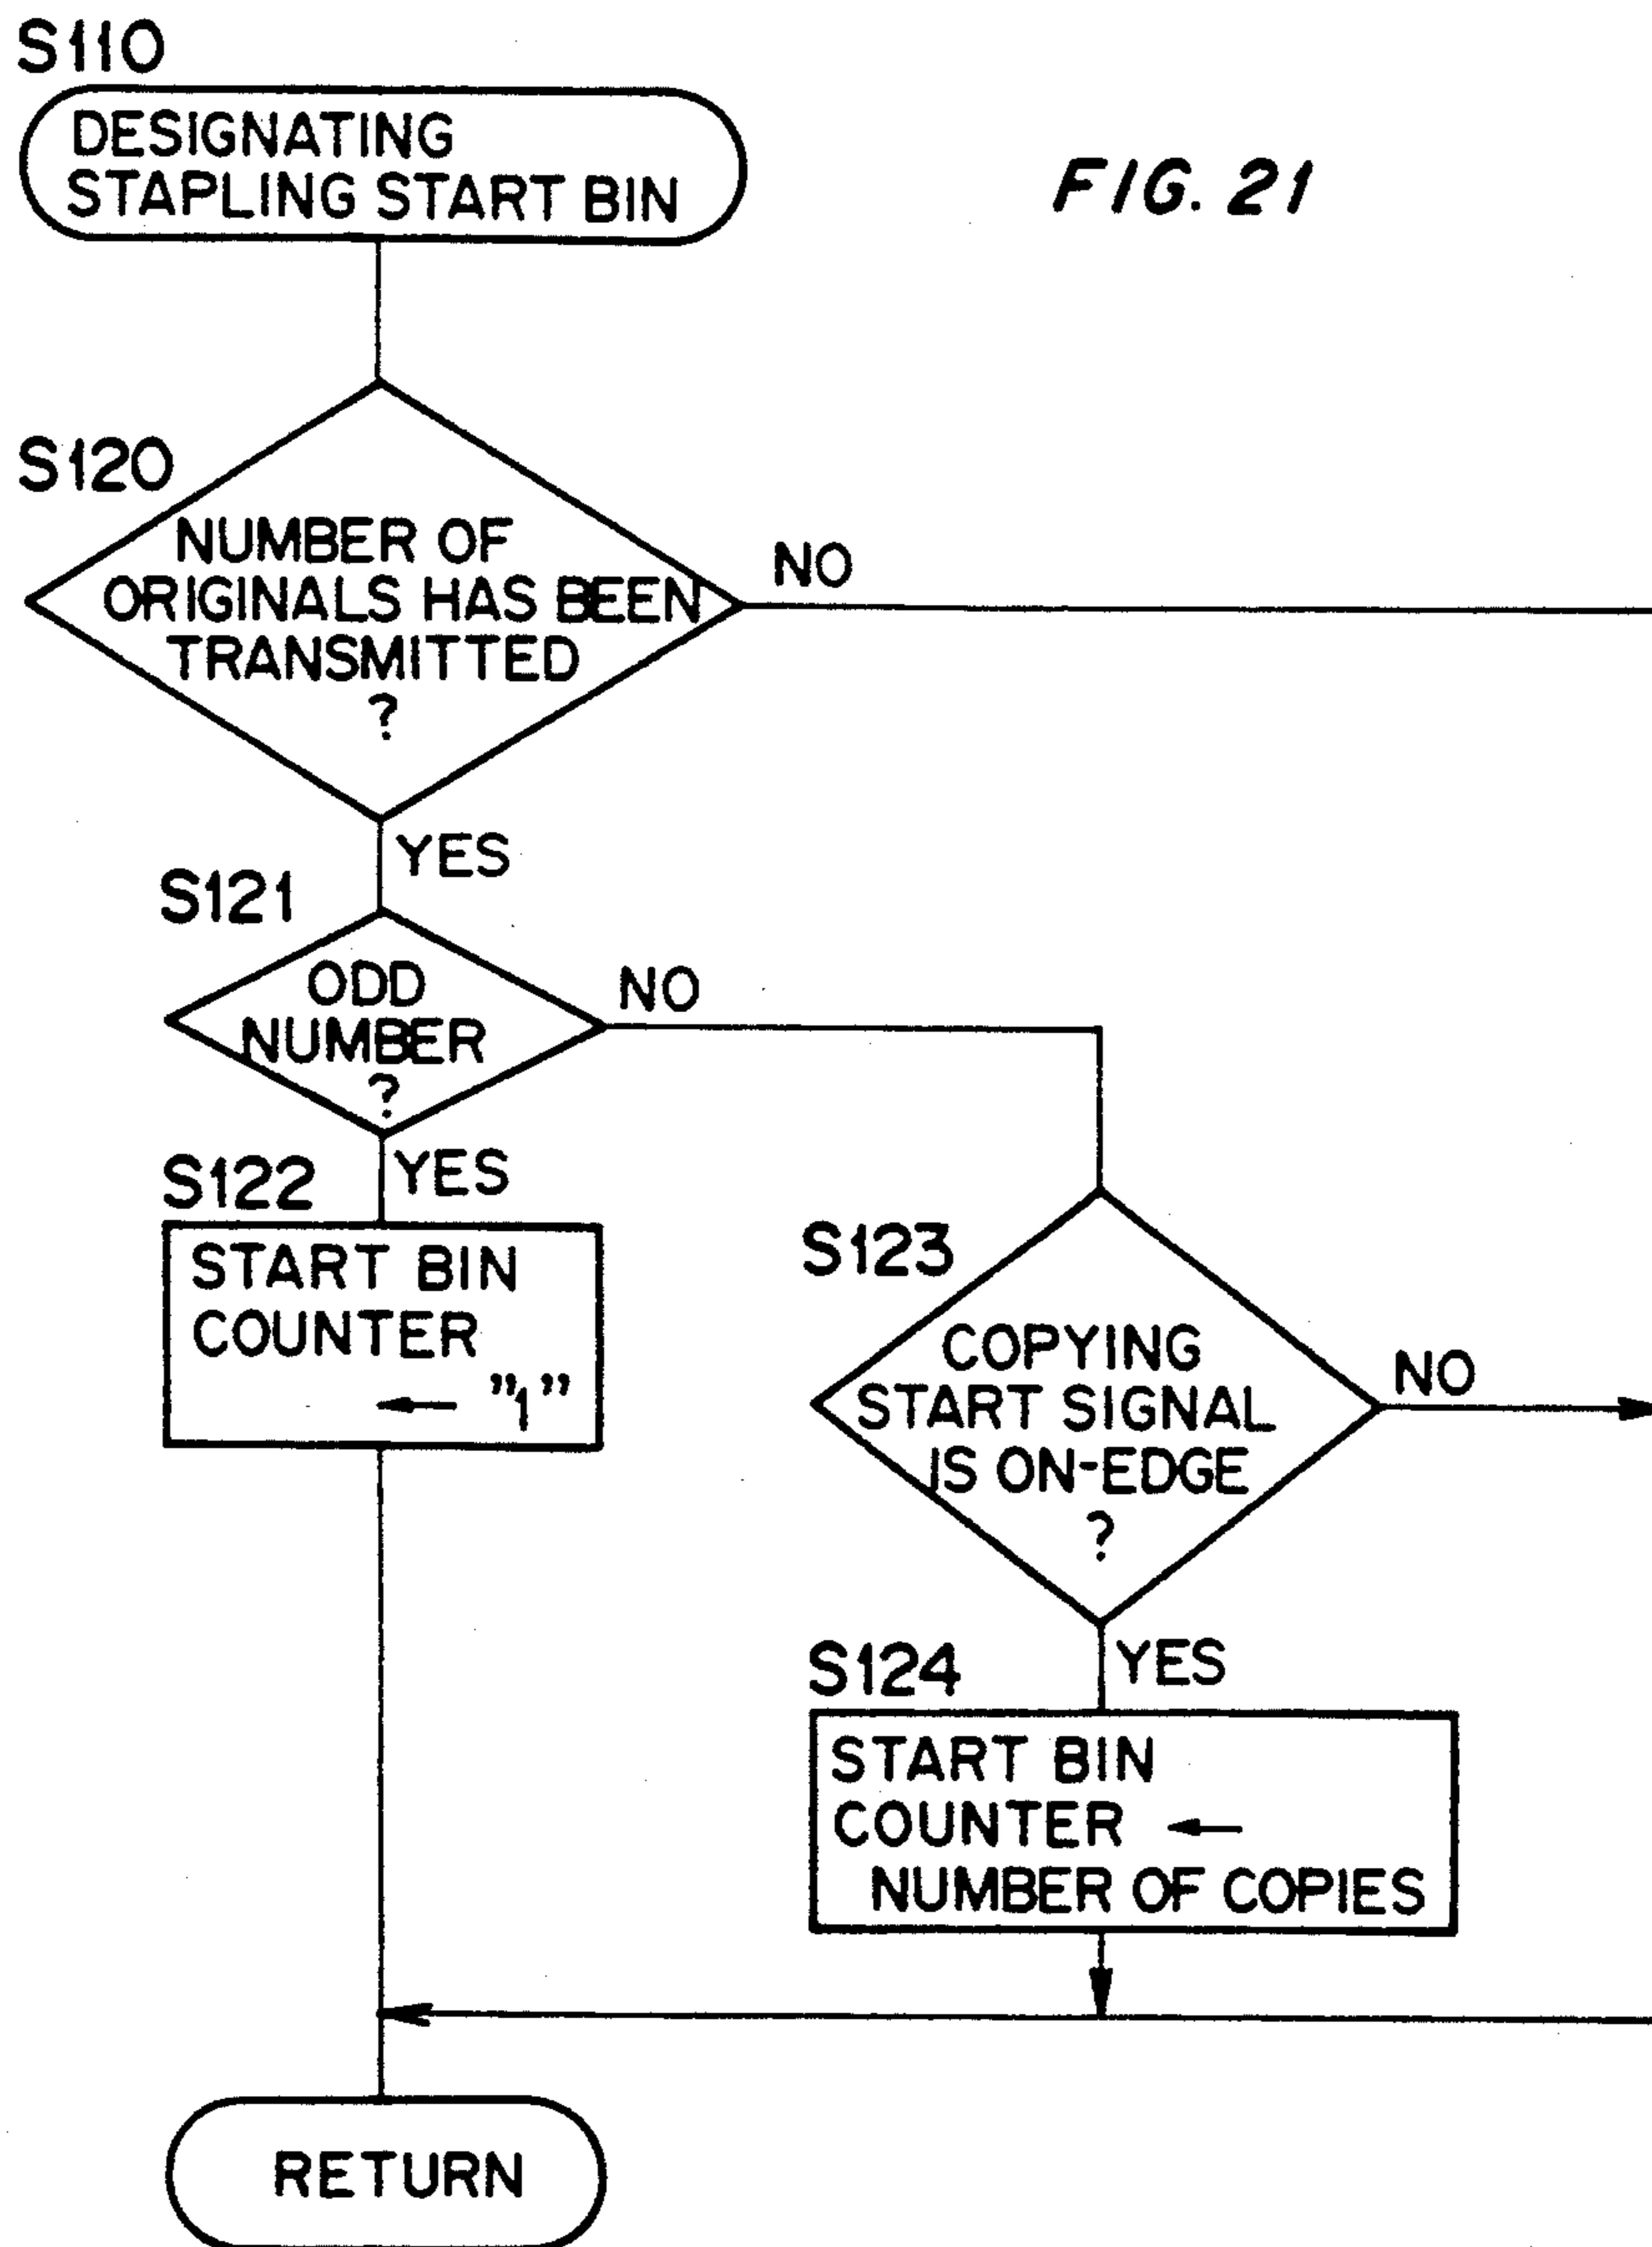 S110
DESIGNATING
STAPLING START BIN
FIG. 21
S120
NUMBER OF
ORIGINALS HAS BEEN
TRANSMITTED
?
NO
YES
S121
ODD
NUMBER
?
NO
YES
S122
START BIN
COUNTER
← "1"
S123
COPYING
START SIGNAL
IS ON-EDGE
?
NO
YES
S124
START BIN
COUNTER ←
NUMBER OF COPIES
RETURN